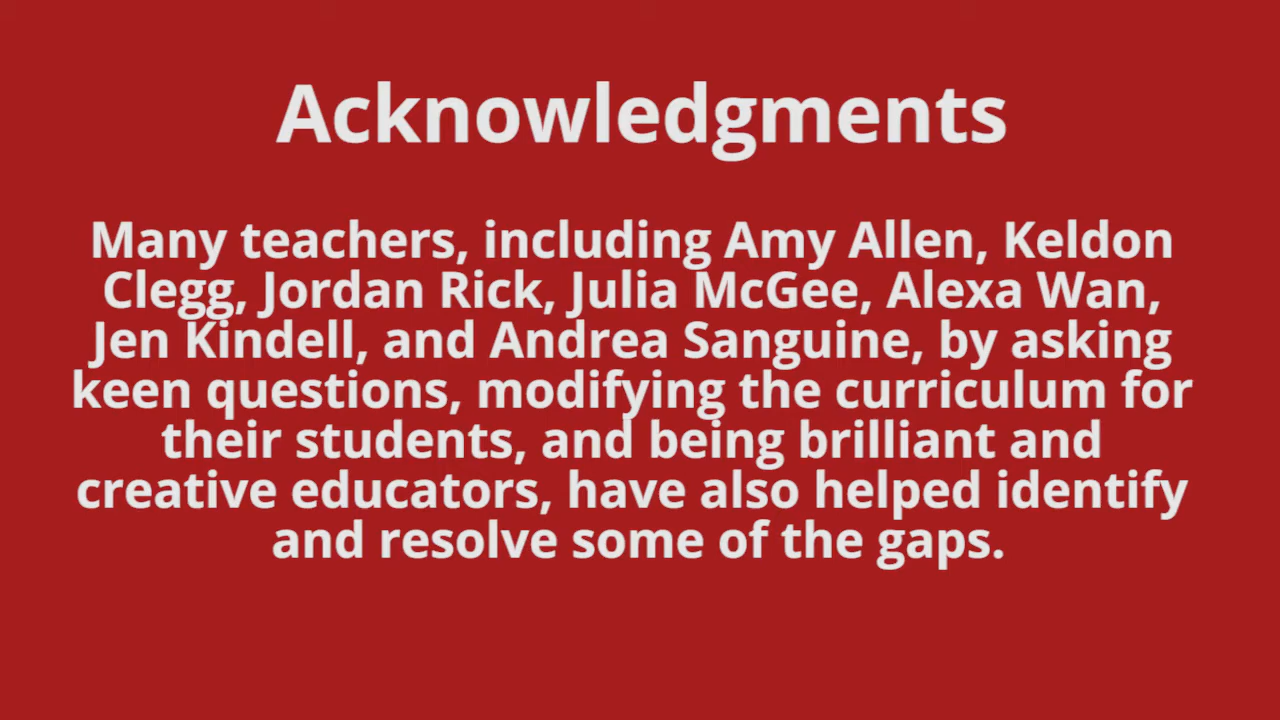 Acknowledgments
Many teachers, including Amy Allen, Keldon
Clegg, Jordan Rick, Julia McGee, Alexa Wan,
Jen Kindell, and Andrea Sanguine, by asking
keen questions, modifying the curriculum for
their students, and being brilliant and
creative educators, have also helped identify
and resolve some of the gaps.